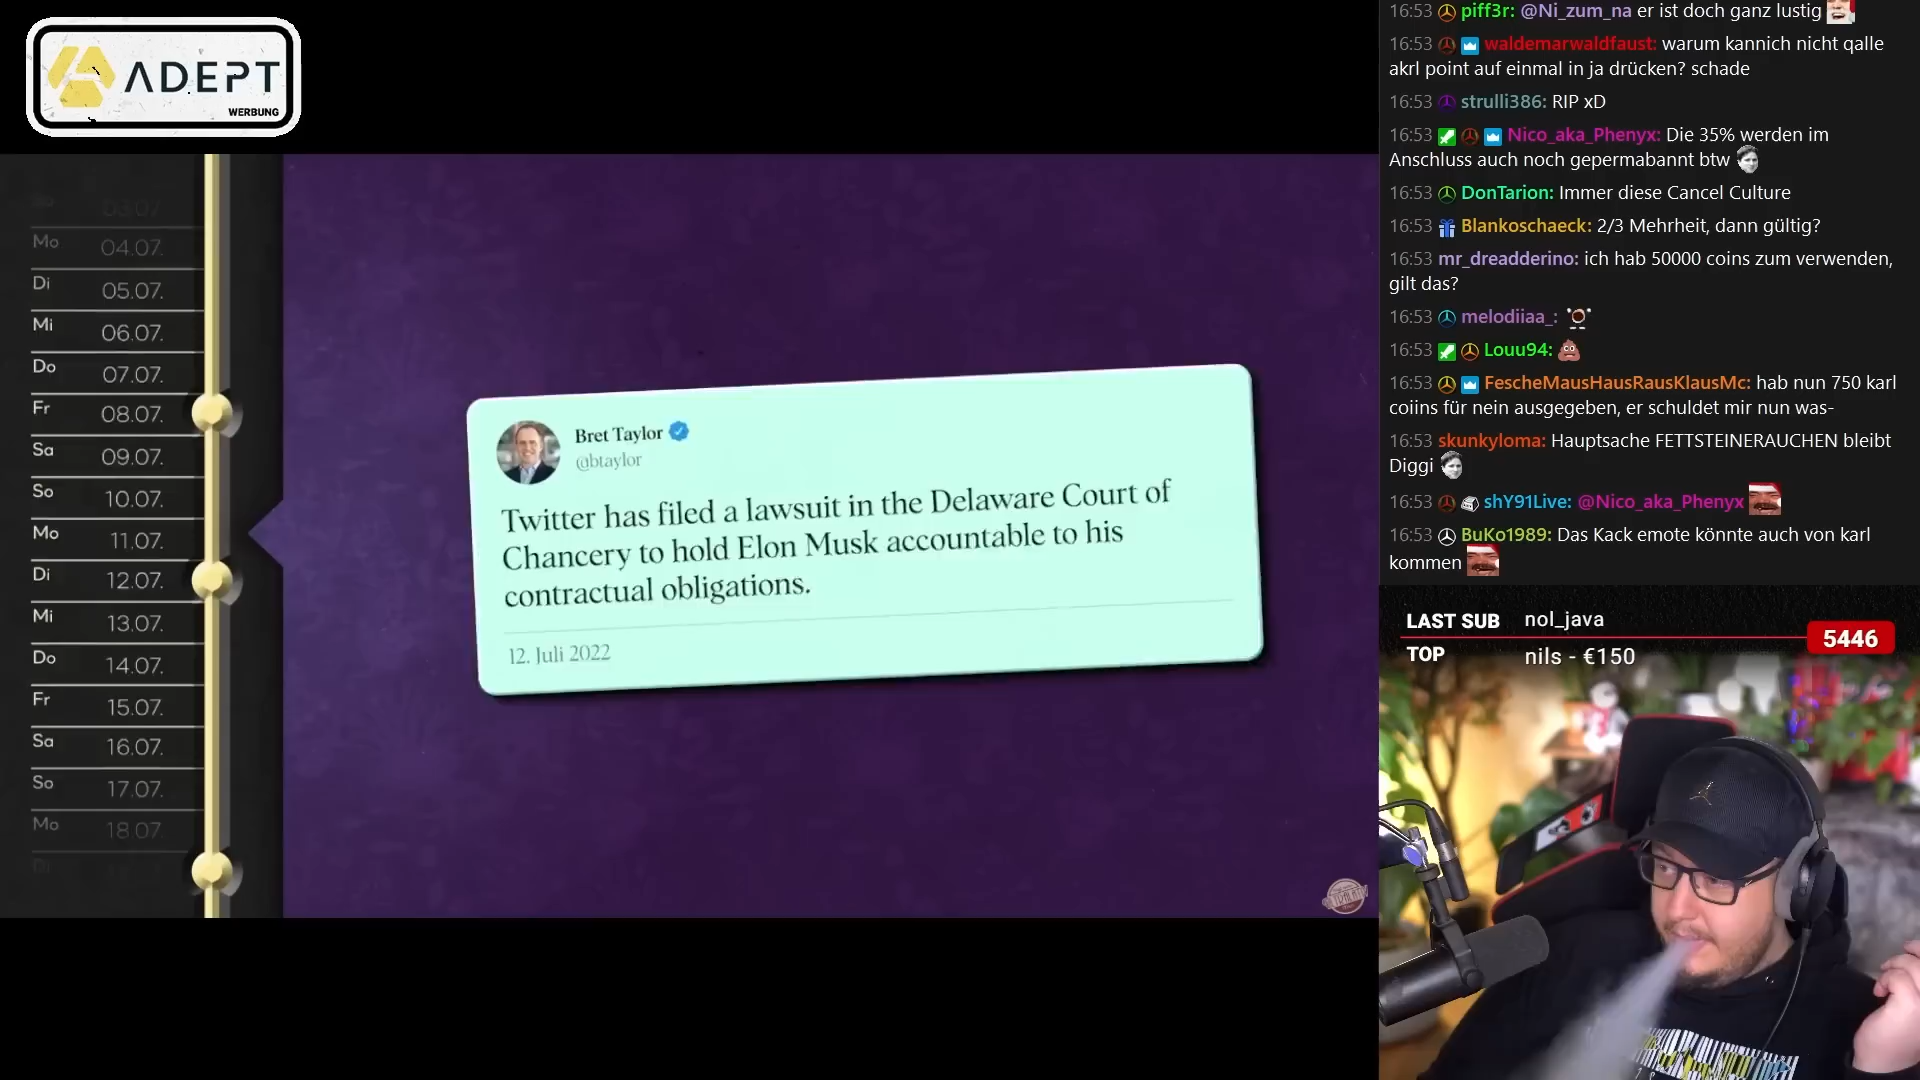 ADEPT
WERBUNG
03.07.
Mo 04.07.
Di 05.07.
Mi 06.07.
Do 07.07.
Fr 08.07.
Sa 09.07.
So 10.07.
Mo 11.07.
Di 12.07.
Mi 13.07.
Do 14.07.
Fr 15.07.
Sa 16.07.
So 17.07.
Mo 18.07.
Di
Bret Taylor
@btaylor
Twitter has filed a lawsuit in the Delaware Court of
Chancery to hold Elon Musk accountable to his
contractual obligations.
12. Juli 2022
16:53 piff3r: @Ni_zum_na er ist doch ganz lustig
16:53 waldemarwaldfaust: warum kannich nicht qalle
akrl point auf einmal in ja drücken? schade
16:53 strulli386: RIP xD
16:53 Nico_aka_Phenyx: Die 35% werden im
Anschluss auch noch gepermabannt btw
16:53 DonTarion: Immer diese Cancel Culture
16:53 Blankoschaeck: 2/3 Mehrheit, dann gültig?
16:53 mr_dreadderino: ich hab 50000 coins zum verwenden,
gilt das?
16:53 melodiiaa_:
16:53 Louu94:
16:53 FescheMausHausRausKlausMc: hab nun 750 karl
coiins für nein ausgegeben, er schuldet mir nun was-
16:53 skunkyloma: Hauptsache FETTSTEINERAUCHEN bleibt
Diggi
16:53 shY91Live: @Nico_aka_Phenyx
16:53 BuKo1989: Das Kack emote könnte auch von karl
kommen
LAST SUB nol_java
5446
TOP nils - €150